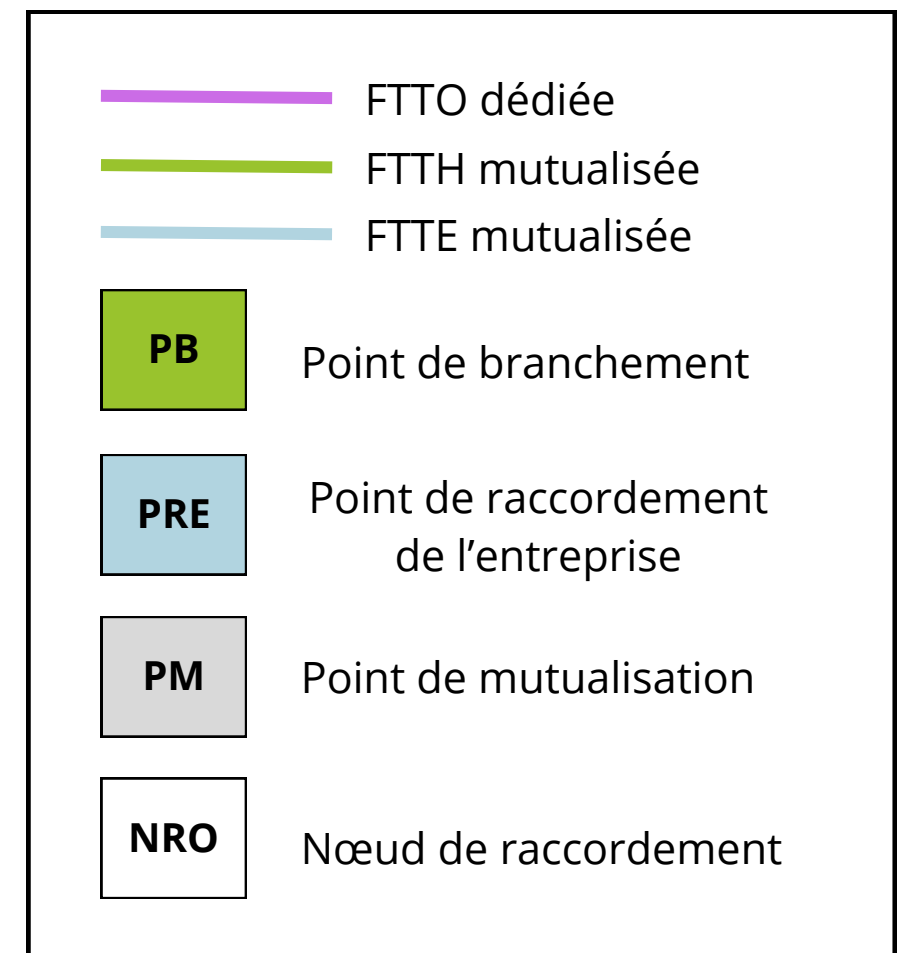 FTTO dédiée
FTTH mutualisée
FTTE mutualisée
PB
Point de branchement
PRE
Point de raccordement
de l’entreprise
PM
Point de mutualisation
NRO
Nœud de raccordement